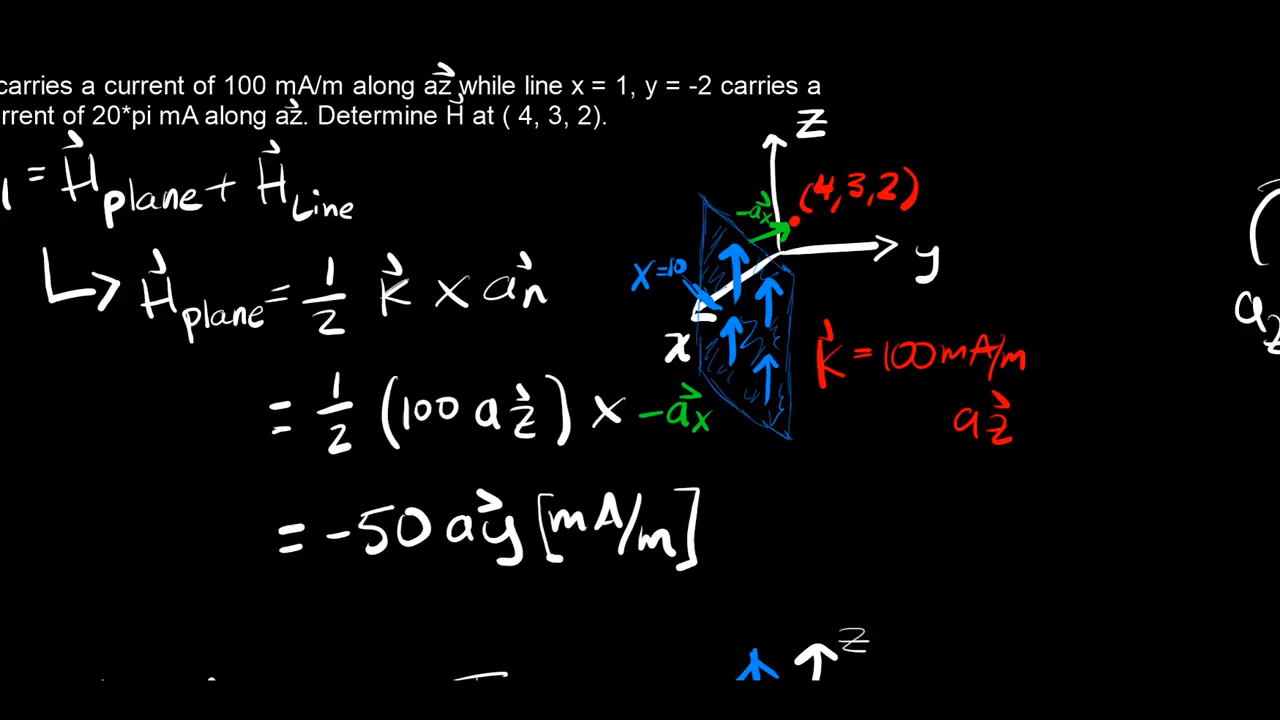 carries a current of 100 mA/m along az while line x = 1, y = -2 carries a
rrent of 20*pi mA along az. Determine H at ( 4, 3, 2).
= H plane + H Line
z
-ax
(4,3,2)
y
x=10
x
H plane = 1/2 K x an
K = 100 mA/m
az
= 1/2 (100 az) x -ax
= -50 ay [mA/m]
az
z